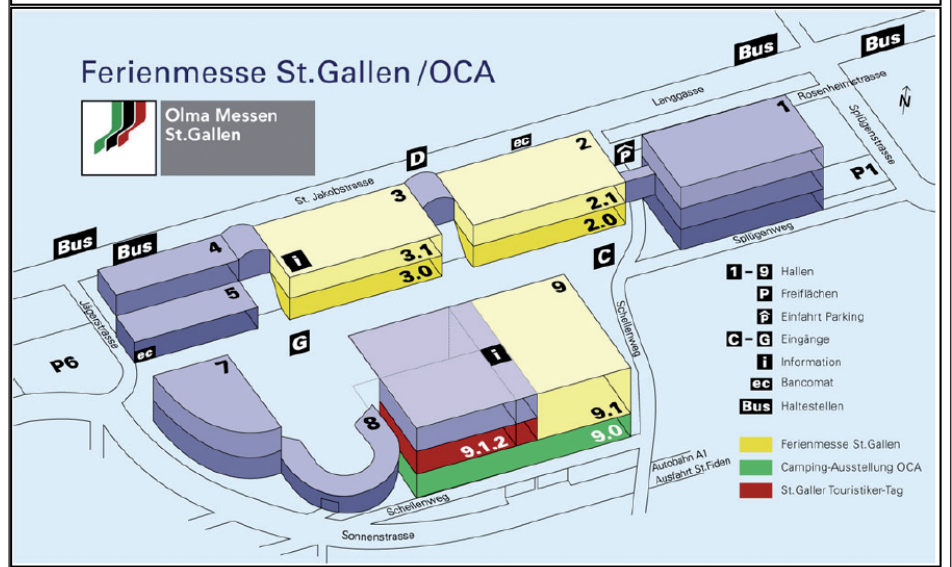 Ferienmesse St.Gallen /OCA
Olma Messen
St.Gallen
Bus
Bus
Langgasse
Rosenheimstrasse
Splügenstrasse
N
1
P1
ec
2
P
D
St. Jakobstrasse
3
2.1
2.0
Splügenweg
C
Bus
Bus
4
i
3.1
3.0
5
9
Jägerstrasse
Schellenweg
ec
G
P6
7
i
8
9.1
9.1.2
9.0
Schellenweg
Sonnenstrasse
Autobahn A1
Ausfahrt St.Fiden
1 – 9 Hallen
P Freiflächen
P Einfahrt Parking
C – G Eingänge
i Information
ec Bancomat
Bus Haltestellen
Ferienmesse St.Gallen
Camping-Ausstellung OCA
St.Galler Touristiker-Tag